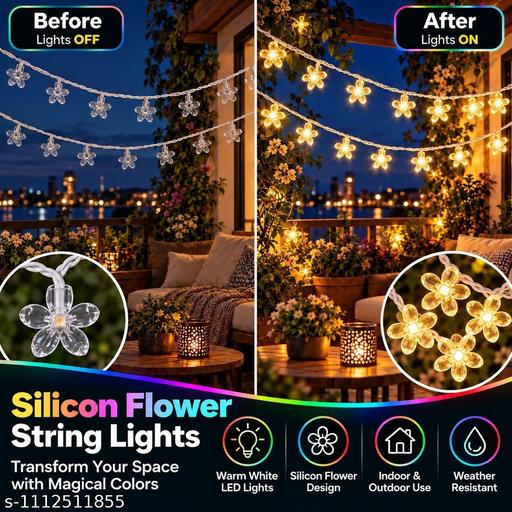 Before
Lights OFF
After
Lights ON
Silicon Flower
String Lights
Transform Your Space
with Magical Colors
Warm White
LED Lights
Silicon Flower
Design
Indoor &
Outdoor Use
Weather
Resistant
s-1112511855